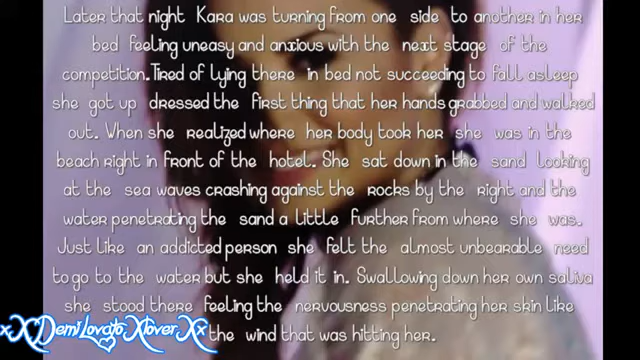 Later that night Kara was turning from one side to another in her
bed feeling uneasy and anxious with the next stage of the
competition.Tired of lying there in bed not succeeding to fall asleep
she got up dressed the first thing that her hands grabbed and walked
out. When she realized where her body took her she was in the
beach right in front of the hotel. She sat down in the sand looking
at the sea waves crashing against the rocks by the right and the
water penetrating the sand a little further from where she was.
Just like an addicted person she felt the almost unbearable need
to go to the water but she held it in. Swallowing down her own saliva
she stood there feeling the nervousness penetrating her skin like
the wind that was hitting her.
xX DemiLovato Xlover Xx